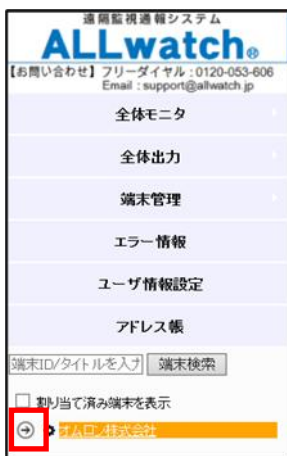 遠隔監視通報システム
ALLwatch®
【お問い合わせ】フリーダイヤル：0120-053-606
Email：support@allwatch.jp
全体モニタ
全体出力
端末管理
エラー情報
ユーザ情報設定
アドレス帳
端末ID/タイトルを入力 端末検索
割り当て済み端末を表示
オムロン株式会社